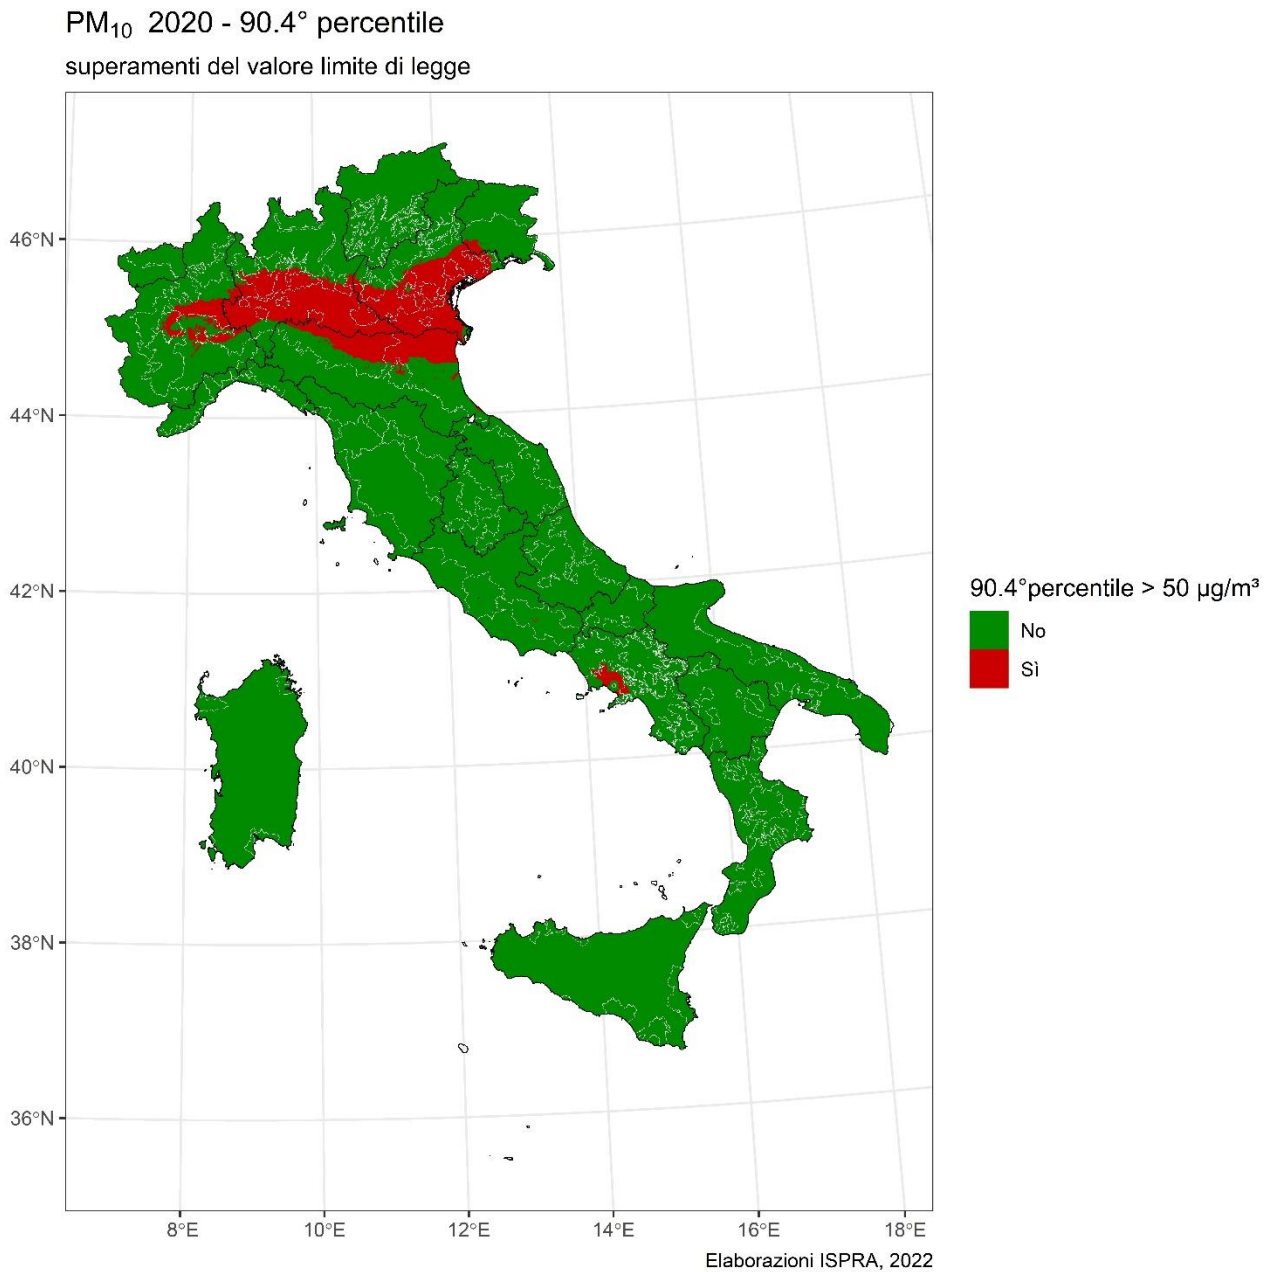 PM₁₀ 2020 - 90.4° percentile
superamenti del valore limite di legge
46°N
44°N
42°N
40°N
38°N
36°N
8°E 10°E 12°E 14°E 16°E 18°E
90.4°percentile > 50 µg/m³
No
Sì
Elaborazioni ISPRA, 2022